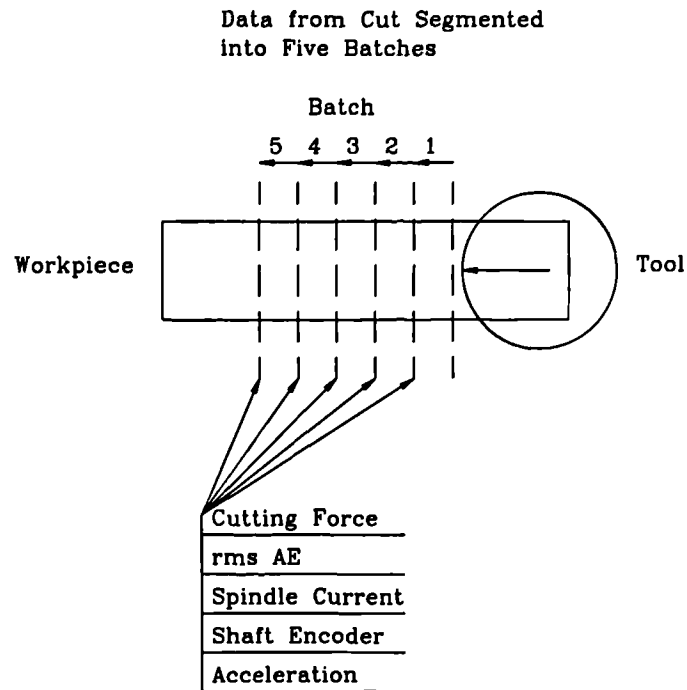 Data from Cut Segmented
into Five Batches
Batch
5 4 3 2 1
Workpiece
Tool
Cutting Force
rms AE
Spindle Current
Shaft Encoder
Acceleration